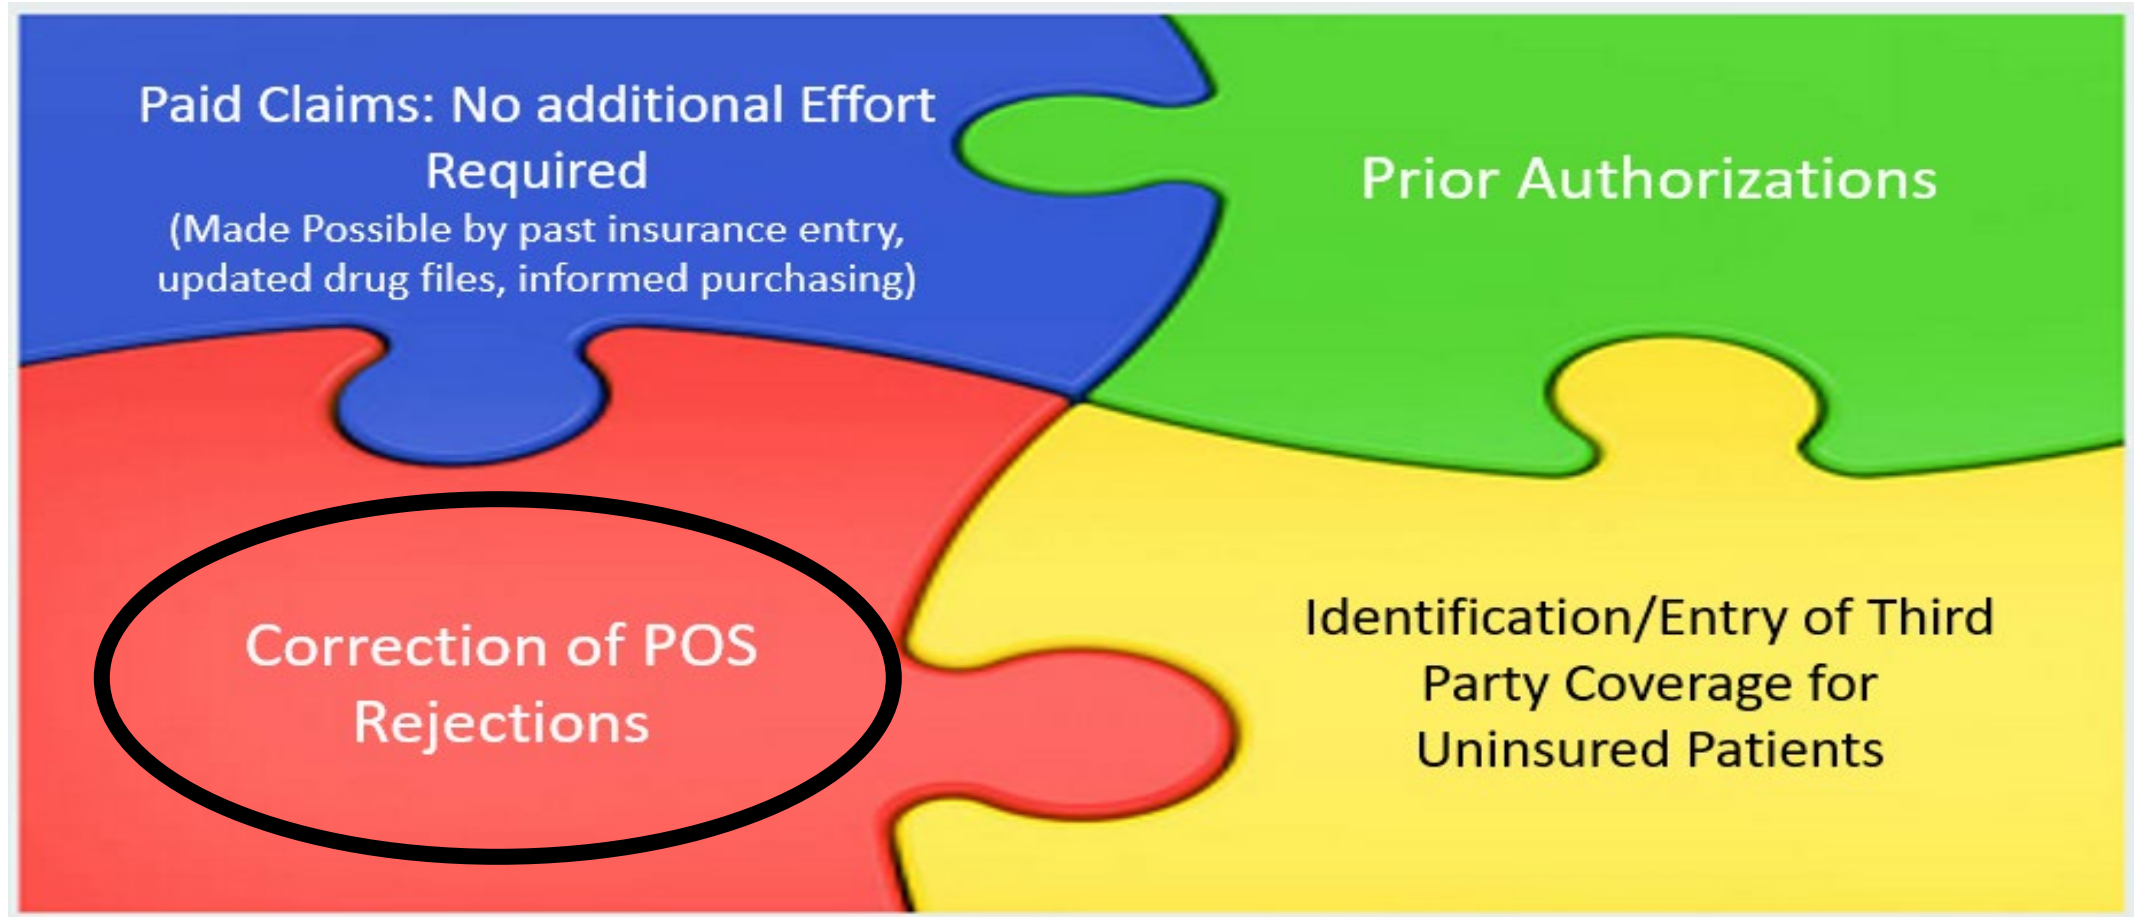 Paid Claims: No additional Effort
Required
(Made Possible by past insurance entry,
updated drug files, informed purchasing)
Prior Authorizations
Correction of POS
Rejections
Identification/Entry of Third
Party Coverage for
Uninsured Patients